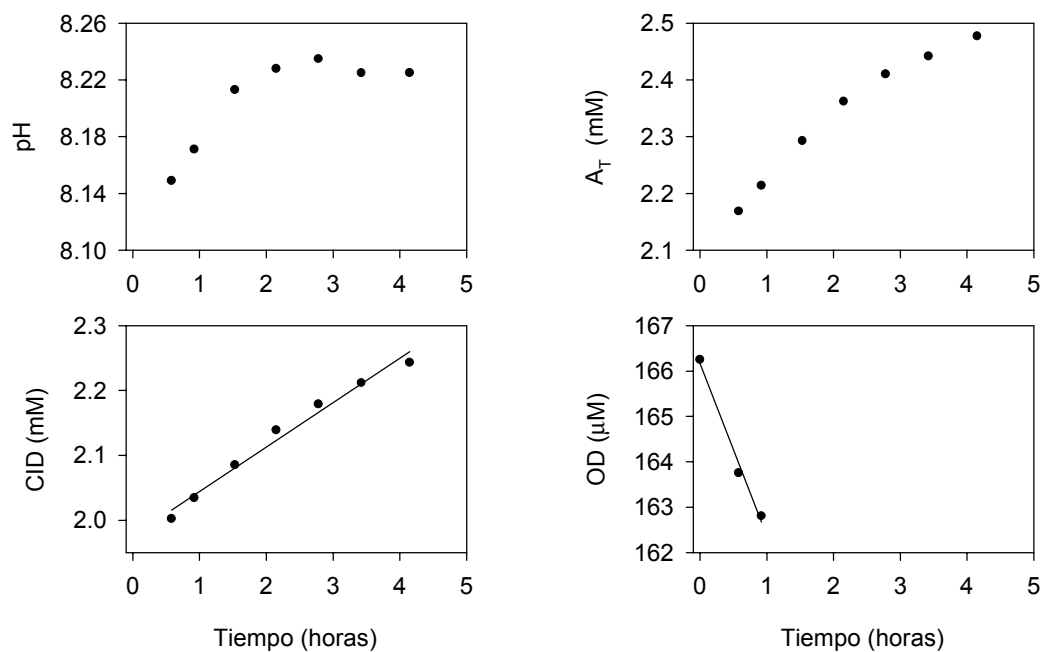 8.26
8.22
8.18
8.14
8.10
pH
0 1 2 3 4 5
2.5
2.4
2.3
2.2
2.1
A_T (mM)
0 1 2 3 4 5
2.3
2.2
2.1
2.0
CID (mM)
0 1 2 3 4 5
Tiempo (horas)
167
166
165
164
163
162
OD (μM)
0 1 2 3 4 5
Tiempo (horas)